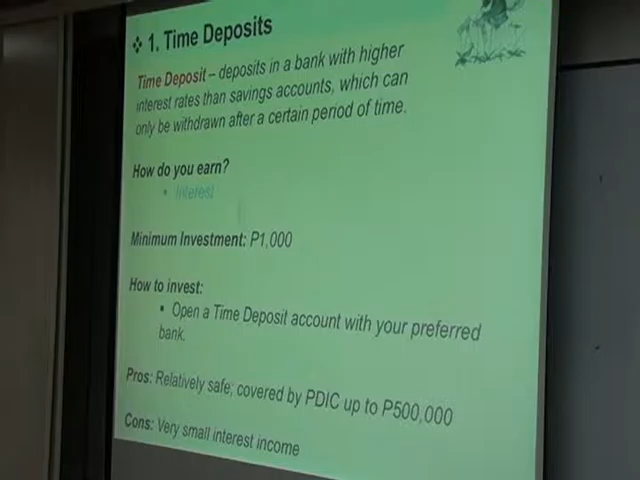 ❖ 1. Time Deposits
Time Deposit – deposits in a bank with higher
interest rates than savings accounts, which can
only be withdrawn after a certain period of time.
How do you earn?
• Interest
Minimum Investment: P1,000
How to invest:
▪ Open a Time Deposit account with your preferred
bank.
Pros: Relatively safe; covered by PDIC up to P500,000
Cons: Very small interest income